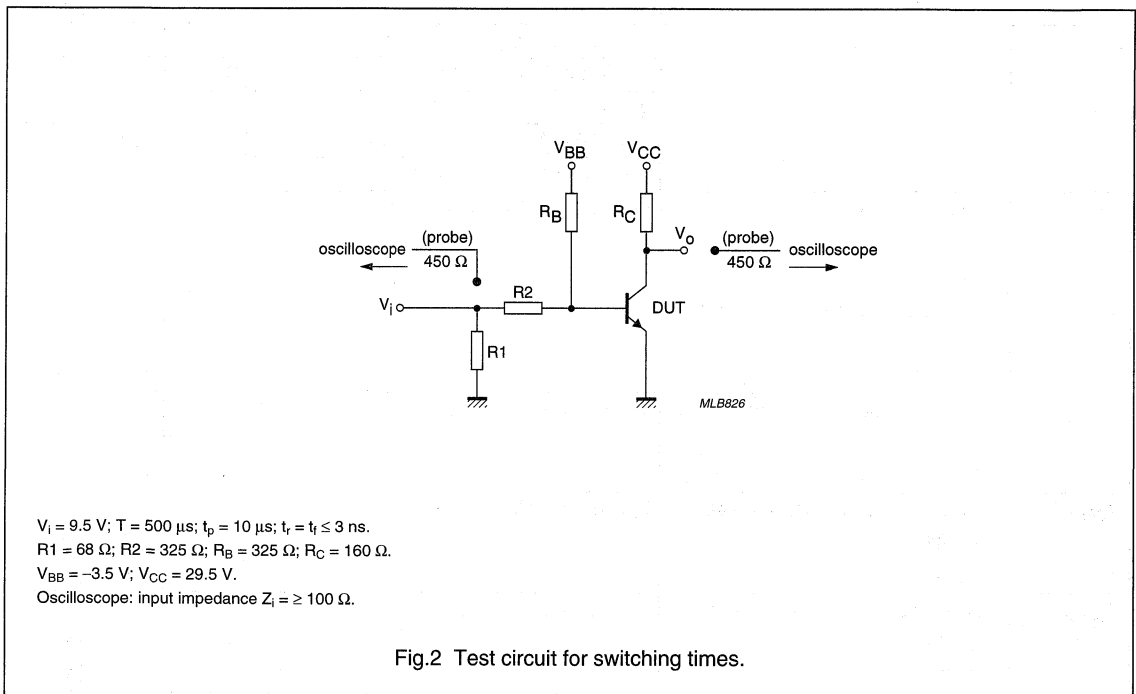 V_BB V_CC
R_B R_C
oscilloscope (probe) 450 Ω
V_o (probe) 450 Ω oscilloscope
V_i R2 DUT
R1
MLB826
V_i = 9.5 V; T = 500 μs; t_p = 10 μs; t_r = t_f ≤ 3 ns.
R1 = 68 Ω; R2 = 325 Ω; R_B = 325 Ω; R_C = 160 Ω.
V_BB = −3.5 V; V_CC = 29.5 V.
Oscilloscope: input impedance Z_i = ≥ 100 Ω.
Fig.2 Test circuit for switching times.